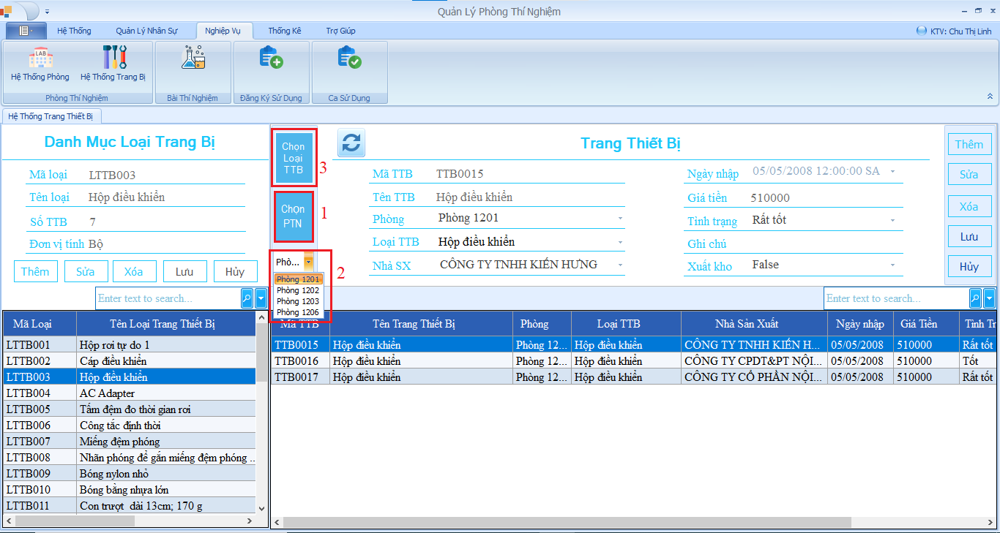 Quản Lý Phòng Thí Nghiệm
Hệ Thống Quản Lý Nhân Sự Nghiệp Vụ Thống Kê Trợ Giúp KTV: Chu Thị Linh
LAB
Hệ Thống Phòng Hệ Thống Trang Bị
Phòng Thí Nghiệm Bài Thí Nghiệm Đăng Ký Sử Dụng Ca Sử Dụng
Hệ Thống Trang Thiết Bị
Danh Mục Loại Trang Bị
Mã loại LTTB003
Tên loại Hộp điều khiển
Số TTB 7
Đơn vị tính Bộ
Thêm Sửa Xóa Lưu Hủy
Enter text to search...
Chọn
Loại
TTB
3
Chọn
PTN
1
Phò...
2
Phòng 1201
Phòng 1202
Phòng 1203
Phòng 1206
Trang Thiết Bị
Mã TTB TTB0015
Tên TTB Hộp điều khiển
Phòng Phòng 1201
Loại TTB Hộp điều khiển
Nhà SX CÔNG TY TNHH KIẾN HƯNG
Ngày nhập 05/05/2008 12:00:00 SA
Giá tiền 510000
Tình trạng Rất tốt
Ghi chú
Xuất kho False
Thêm
Sửa
Xóa
Lưu
Hủy
Enter text to search...
Mã Loại Tên Loại Trang Thiết Bị
LTTB001 Hộp rơi tự do 1
LTTB002 Cáp điều khiển
LTTB003 Hộp điều khiển
LTTB004 AC Adapter
LTTB005 Tấm đệm đo thời gian rơi
LTTB006 Công tắc định thời
LTTB007 Miếng đệm phóng
LTTB008 Nhãn phóng để gắn miếng đệm phóng ..
LTTB009 Bóng nylon nhỏ
LTTB010 Bóng bằng nhựa lớn
LTTB011 Con trượt dài 13cm; 170 g
Mã TTB Tên Trang Thiết Bị Phòng Loại TTB Nhà Sản Xuất Ngày nhập Giá Tiền Tình Tr
TTB0015 Hộp điều khiển Phòng 12... Hộp điều khiển CÔNG TY TNHH KIẾN H... 05/05/2008 510000 Rất tốt
TTB0016 Hộp điều khiển Phòng 12... Hộp điều khiển CÔNG TY CPDT&PT NỘI... 05/05/2008 510000 Tốt
TTB0017 Hộp điều khiển Phòng 12... Hộp điều khiển CÔNG TY CỔ PHẦN NỘI... 05/05/2008 510000 Rất tốt